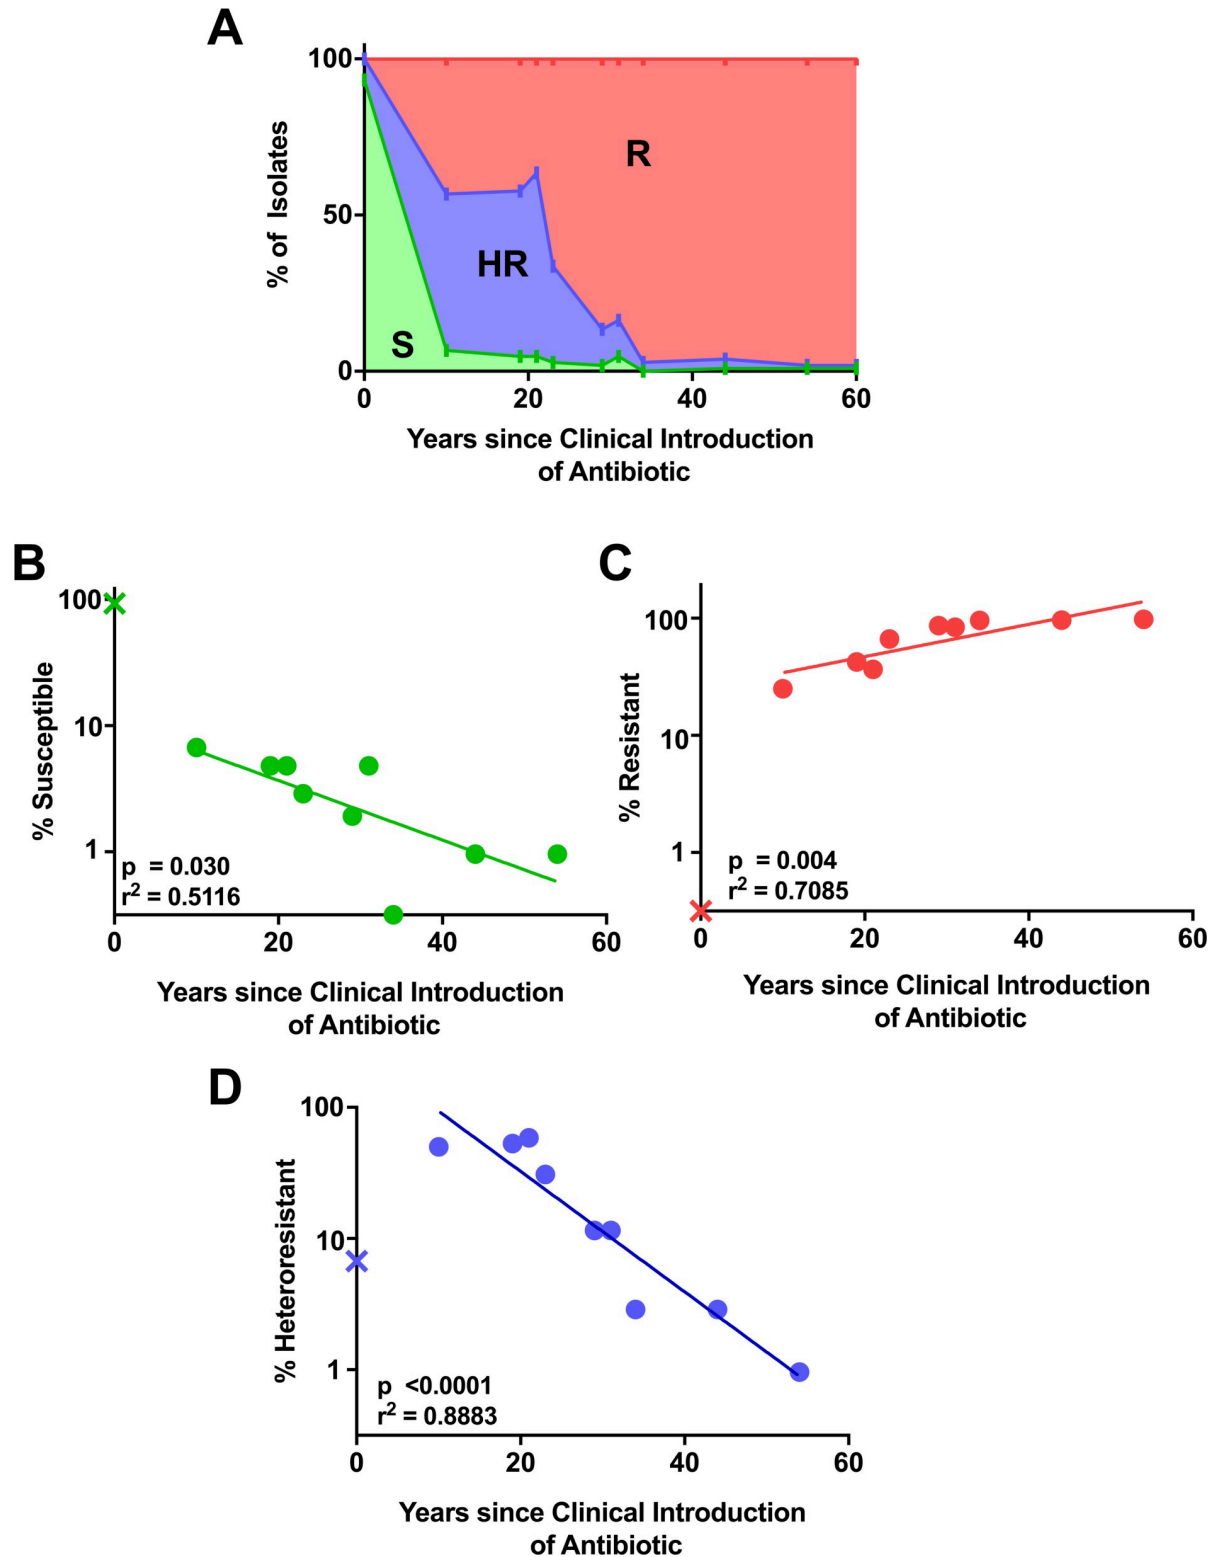 A
% of Isolates
100
50
0
R
HR
S
0 20 40 60
Years since Clinical Introduction
of Antibiotic
B
% Susceptible
100
10
1
p = 0.030
r² = 0.5116
0 20 40 60
Years since Clinical Introduction
of Antibiotic
C
% Resistant
100
10
1
p = 0.004
r² = 0.7085
0 20 40 60
Years since Clinical Introduction
of Antibiotic
D
% Heteroresistant
100
10
1
p <0.0001
r² = 0.8883
0 20 40 60
Years since Clinical Introduction
of Antibiotic